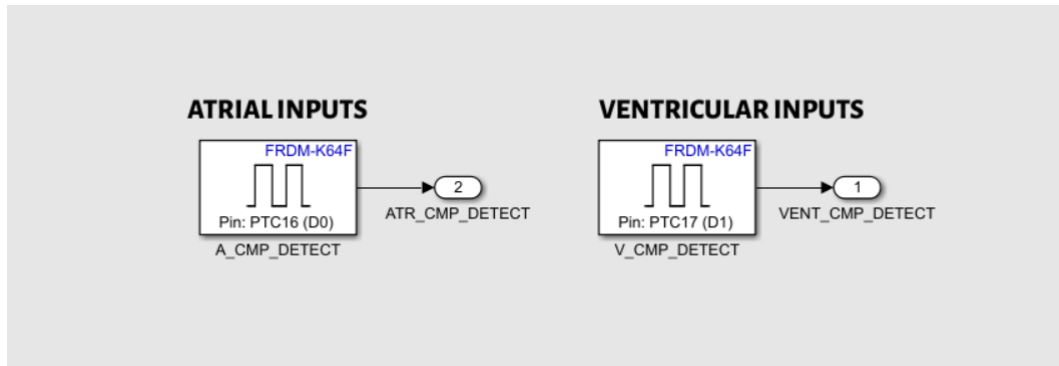 ATRIAL INPUTS
FRDM-K64F
Pin: PTC16 (D0)
A_CMP_DETECT
2
ATR_CMP_DETECT
VENTRICULAR INPUTS
FRDM-K64F
Pin: PTC17 (D1)
V_CMP_DETECT
1
VENT_CMP_DETECT